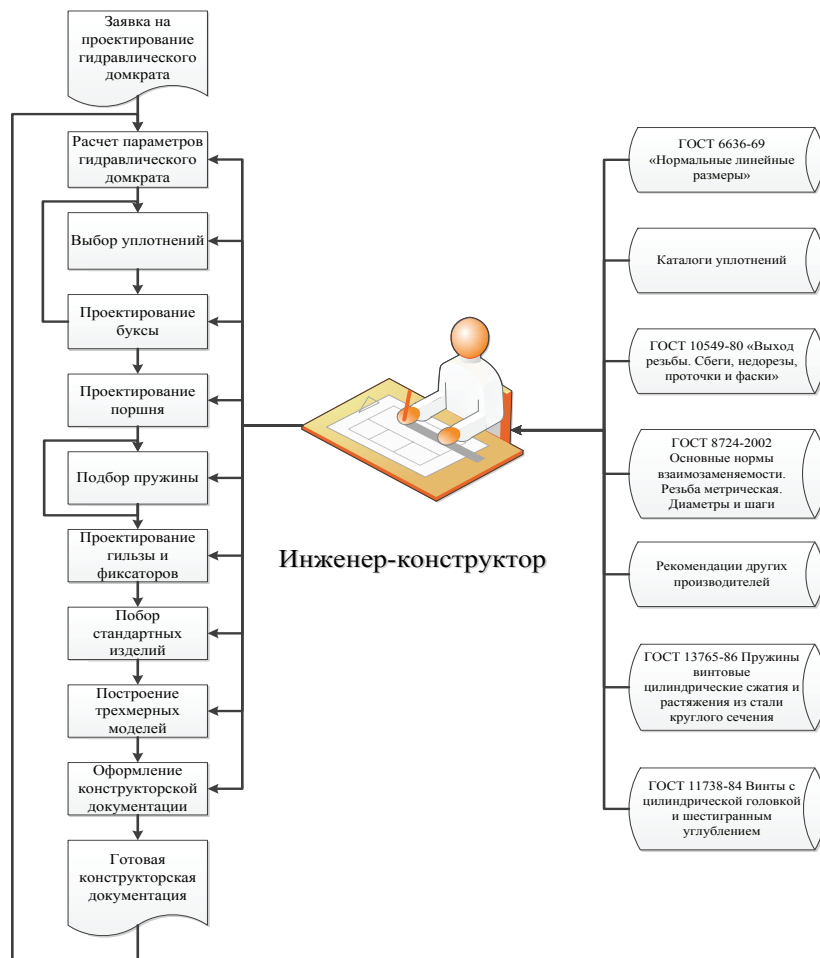 Заявка на
проектирование
гидравлического
домкрата
Расчет параметров
гидравлического
домкрата
Выбор уплотнений
Проектирование
буксы
Проектирование
поршня
Подбор пружины
Проектирование
гильзы и
фиксаторов
Побор
стандартных
изделий
Построение
трехмерных
моделей
Оформление
конструкторской
документации
Готовая
конструкторская
документация
Инженер-конструктор
ГОСТ 6636-69
«Нормальные линейные
размеры»
Каталоги уплотнений
ГОСТ 10549-80 «Выход
резьбы. Сбеги, недорезы,
проточки и фаски»
ГОСТ 8724-2002
Основные нормы
взаимозаменяемости.
Резьба метрическая.
Диаметры и шаги
Рекомендации других
производителей
ГОСТ 13765-86 Пружины
винтовые
цилиндрические сжатия и
растяжения из стали
круглого сечения
ГОСТ 11738-84 Винты с
цилиндрической головкой
и шестигранным
углублением